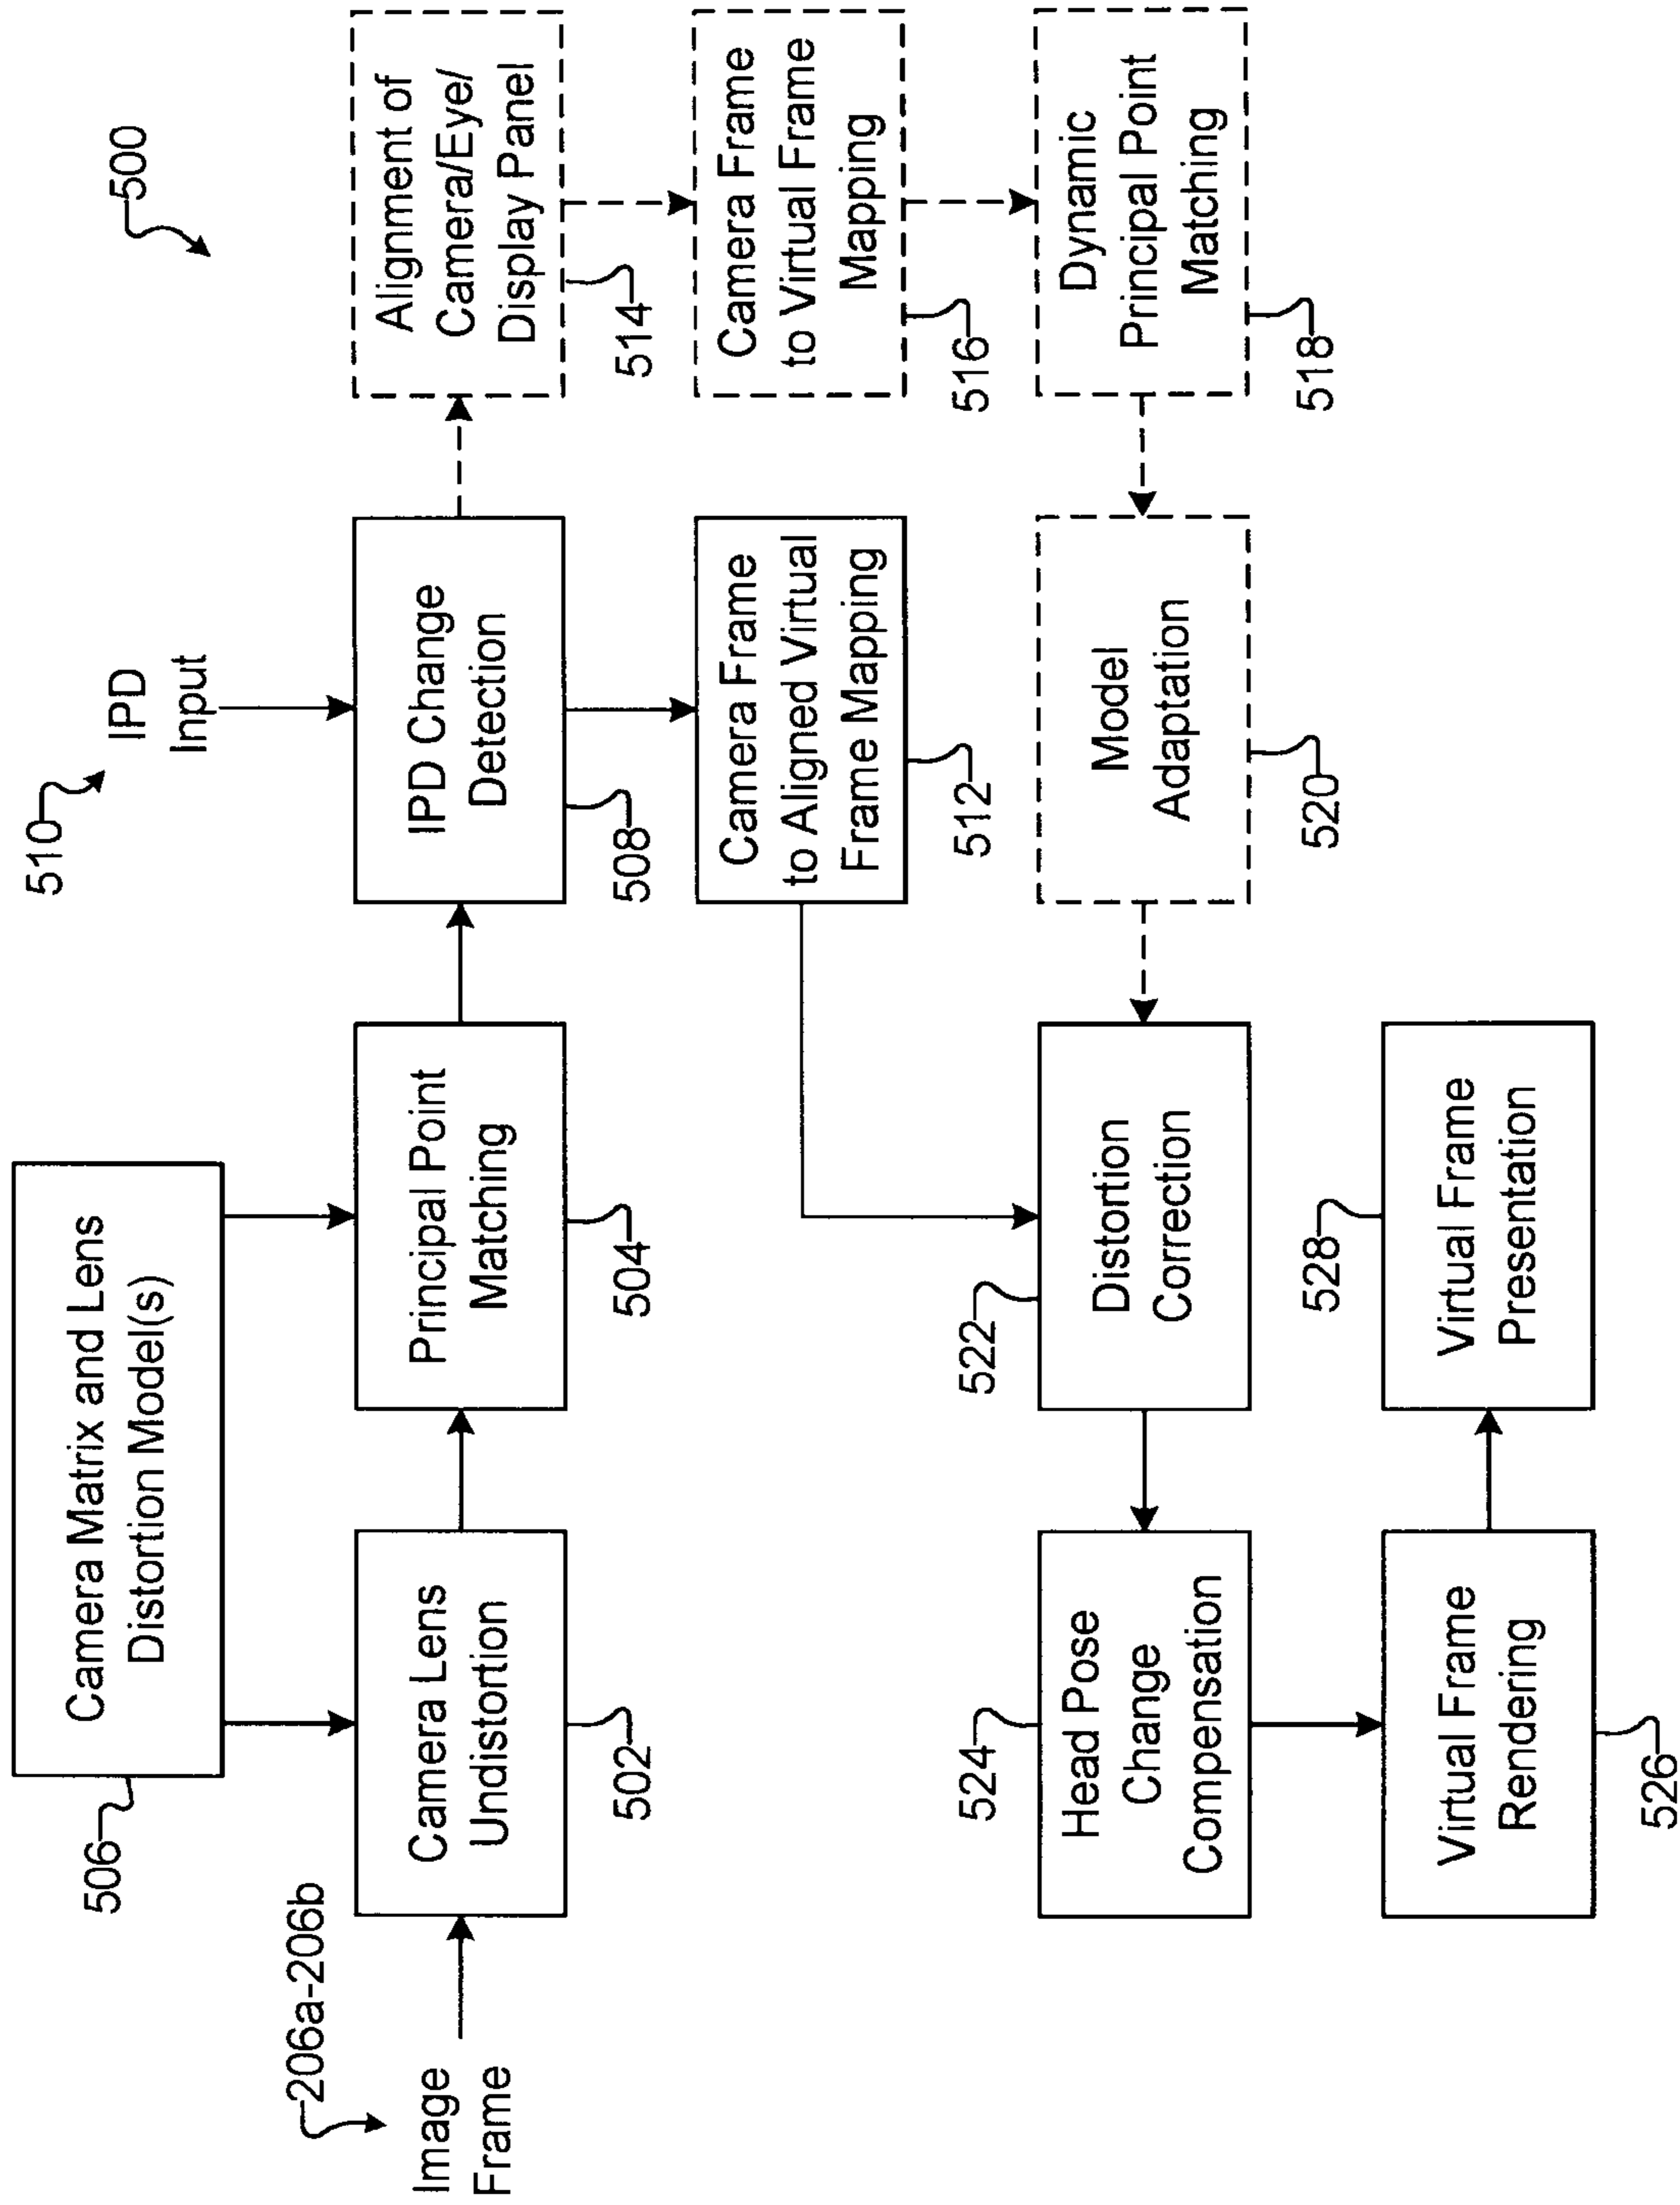 500
510
IPD
Input
506
Camera Matrix and Lens
Distortion Model(s)
206a-206b
Image
Frame
Camera Lens
Undistortion
502
Principal Point
Matching
504
IPD Change
Detection
508
Alignment of
Camera/Eye/
Display Panel
514
Camera Frame
to Aligned Virtual
Frame Mapping
512
Camera Frame
to Virtual Frame
Mapping
516
Dynamic
Principal Point
Matching
518
Model
Adaptation
520
522
Distortion
Correction
524
Head Pose
Change
Compensation
Virtual Frame
Rendering
526
528
Virtual Frame
Presentation